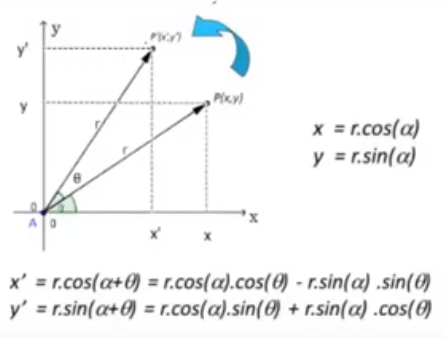 y
y'
P'(x',y')
y
P(x,y)
r
r
θ
0
α
A
0
x
x'
x
x = r.cos(α)
y = r.sin(α)
x' = r.cos(α+θ) = r.cos(α).cos(θ) - r.sin(α) .sin(θ)
y' = r.sin(α+θ) = r.cos(α).sin(θ) + r.sin(α) .cos(θ)